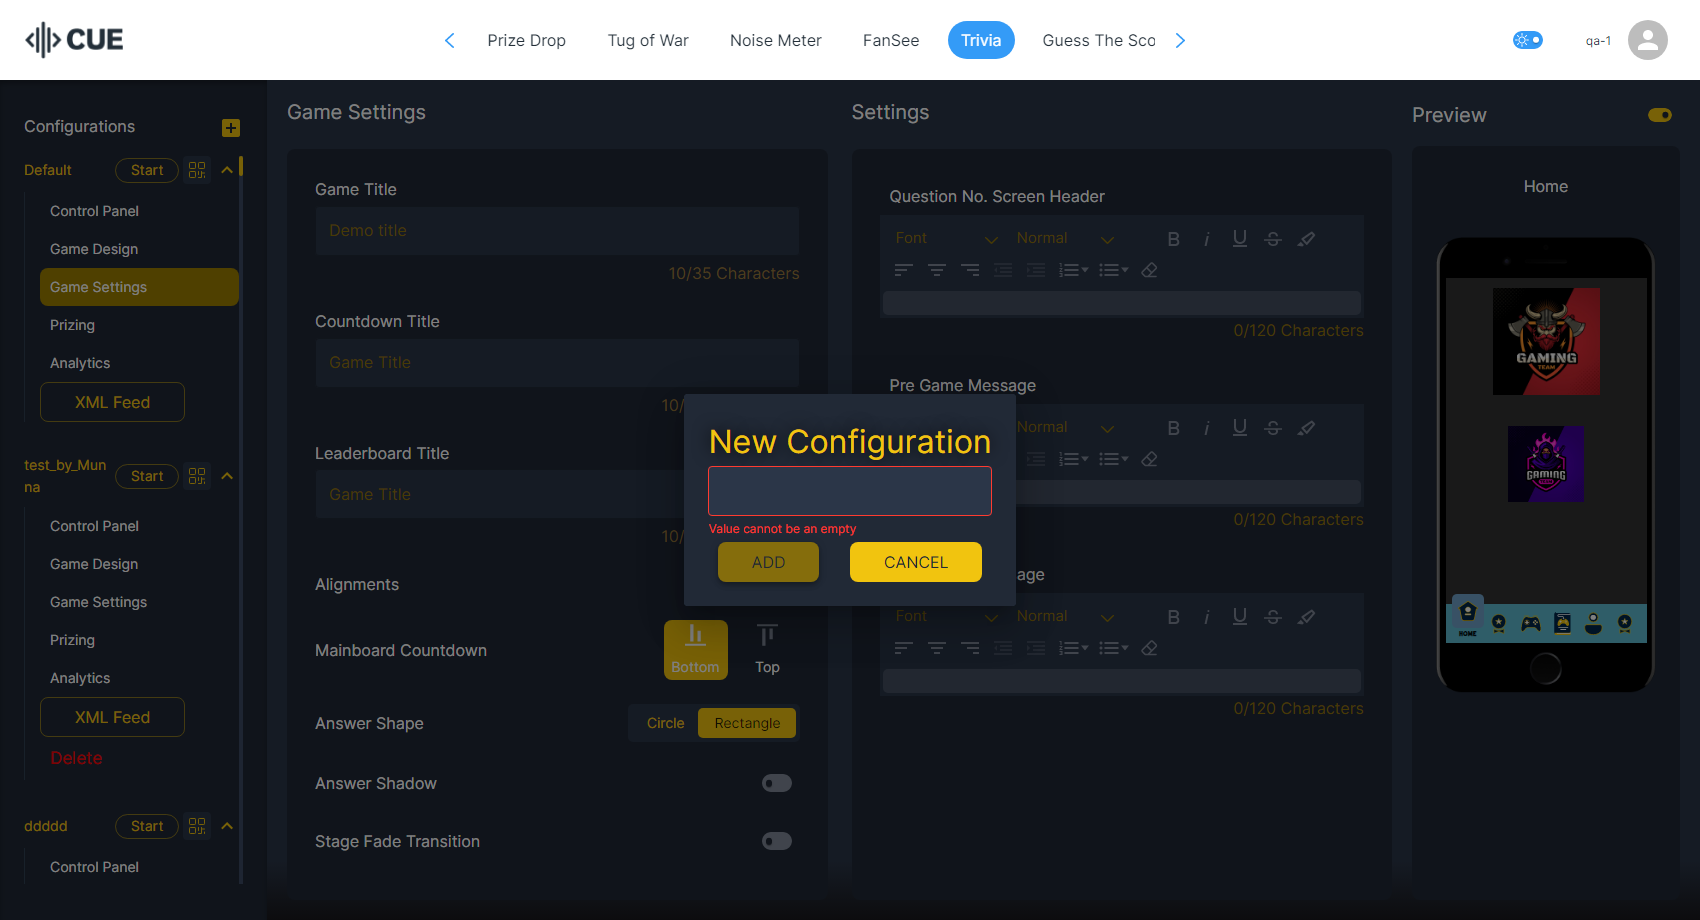 CUE
Prize Drop
Tug of War
Noise Meter
FanSee
Trivia
Guess The Sco
qa-1
Configurations
Default
Start
Control Panel
Game Design
Game Settings
Prizing
Analytics
XML Feed
test_by_Mun
na
Start
Control Panel
Game Design
Game Settings
Prizing
Analytics
XML Feed
Delete
ddddd
Start
Control Panel
Game Settings
Game Title
Demo title
10/35 Characters
Countdown Title
Game Title
10/
Leaderboard Title
Game Title
10/
Alignments
Mainboard Countdown
Bottom
Top
Answer Shape
Circle
Rectangle
Answer Shadow
Stage Fade Transition
New Configuration
Value cannot be an empty
ADD
CANCEL
Settings
Question No. Screen Header
Font
Normal
0/120 Characters
Pre Game Message
Normal
0/120 Characters
age
Font
Normal
0/120 Characters
Preview
Home
GAMING
TEAM
GAMING
HOME